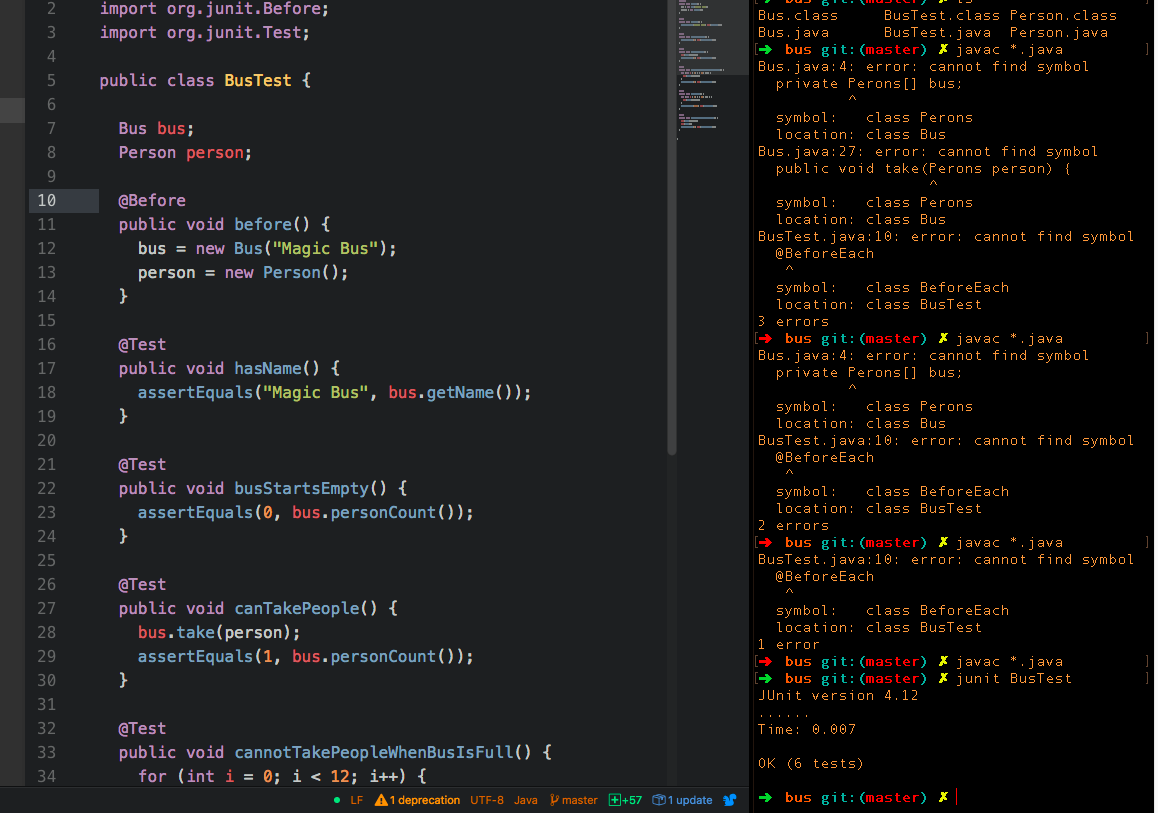 2 import org.junit.Before;
3 import org.junit.Test;
4
5 public class BusTest {
6
7 Bus bus;
8 Person person;
9
10 @Before
11 public void before() {
12 bus = new Bus("Magic Bus");
13 person = new Person();
14 }
15
16 @Test
17 public void hasName() {
18 assertEquals("Magic Bus", bus.getName());
19 }
20
21 @Test
22 public void busStartsEmpty() {
23 assertEquals(0, bus.personCount());
24 }
25
26 @Test
27 public void canTakePeople() {
28 bus.take(person);
29 assertEquals(1, bus.personCount());
30 }
31
32 @Test
33 public void cannotTakePeopleWhenBusIsFull() {
34 for (int i = 0; i < 12; i++) {
LF 1 deprecation UTF-8 Java master +57 1 update
Bus.class BusTest.class Person.class
Bus.java BusTest.java Person.java
[➜ bus git:(master) ✗ javac *.java ]
Bus.java:4: error: cannot find symbol
private Perons[] bus;
^
symbol: class Perons
location: class Bus
Bus.java:27: error: cannot find symbol
public void take(Perons person) {
^
symbol: class Perons
location: class Bus
BusTest.java:10: error: cannot find symbol
@BeforeEach
^
symbol: class BeforeEach
location: class BusTest
3 errors
[➜ bus git:(master) ✗ javac *.java ]
Bus.java:4: error: cannot find symbol
private Perons[] bus;
^
symbol: class Perons
location: class Bus
BusTest.java:10: error: cannot find symbol
@BeforeEach
^
symbol: class BeforeEach
location: class BusTest
2 errors
[➜ bus git:(master) ✗ javac *.java ]
BusTest.java:10: error: cannot find symbol
@BeforeEach
^
symbol: class BeforeEach
location: class BusTest
1 error
[➜ bus git:(master) ✗ javac *.java ]
[➜ bus git:(master) ✗ junit BusTest ]
JUnit version 4.12
......
Time: 0.007
OK (6 tests)
➜ bus git:(master) ✗